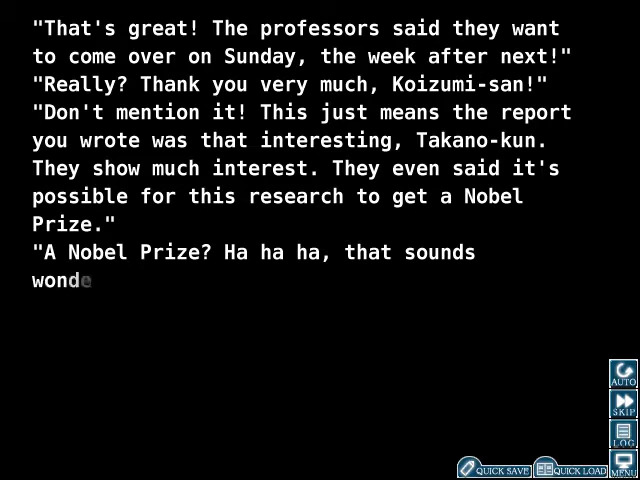 "That's great! The professors said they want
to come over on Sunday, the week after next!"
"Really? Thank you very much, Koizumi-san!"
"Don't mention it! This just means the report
you wrote was that interesting, Takano-kun.
They show much interest. They even said it's
possible for this research to get a Nobel
Prize."
"A Nobel Prize? Ha ha ha, that sounds
wonde
AUTO
SKIP
LOG
QUICK SAVE QUICK LOAD MENU